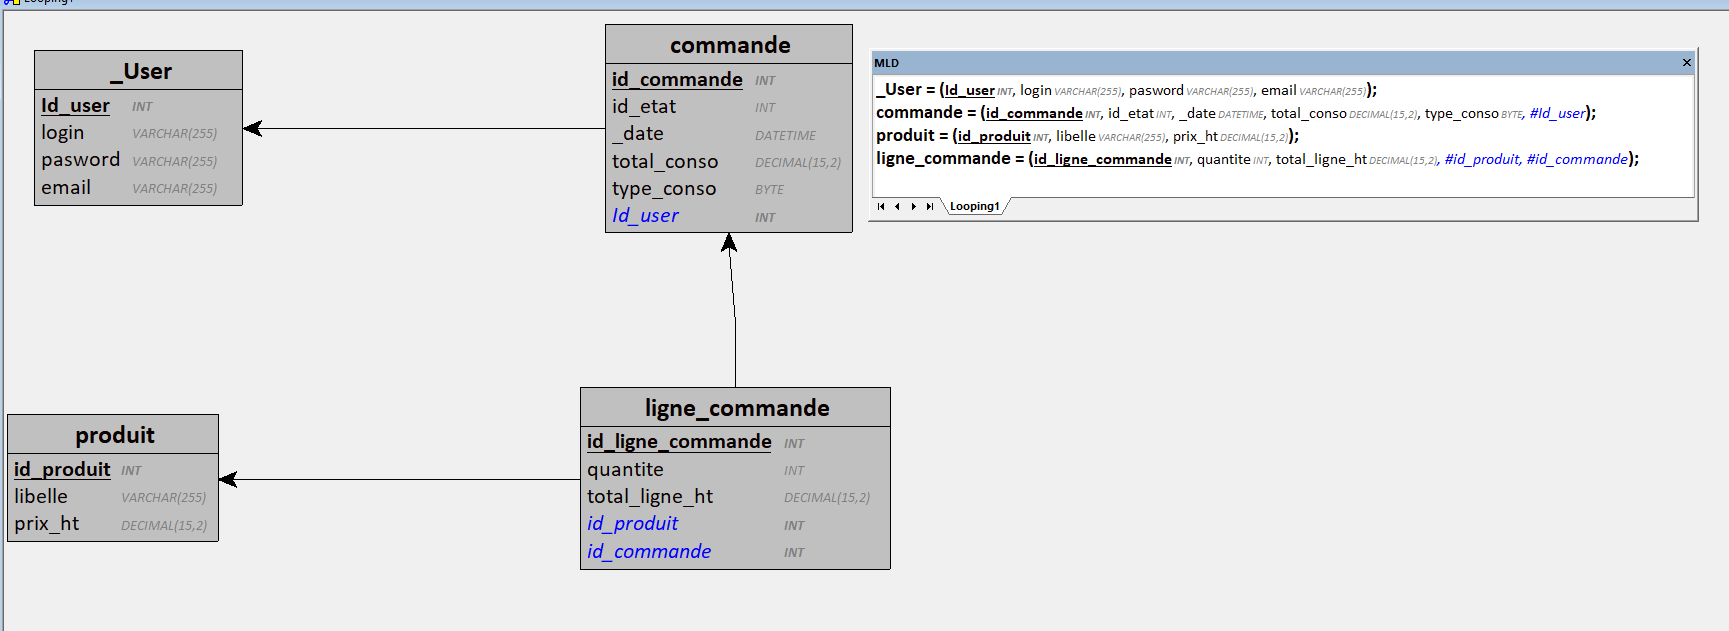 Looping1
_User
Id_user INT
login VARCHAR(255)
pasword VARCHAR(255)
email VARCHAR(255)
commande
id_commande INT
id_etat INT
_date DATETIME
total_conso DECIMAL(15,2)
type_conso BYTE
Id_user INT
MLD
_User = (Id_user INT, login VARCHAR(255), pasword VARCHAR(255), email VARCHAR(255));
commande = (id_commande INT, id_etat INT, _date DATETIME, total_conso DECIMAL(15,2), type_conso BYTE, #Id_user);
produit = (id_produit INT, libelle VARCHAR(255), prix_ht DECIMAL(15,2));
ligne_commande = (id_ligne_commande INT, quantite INT, total_ligne_ht DECIMAL(15,2), #id_produit, #id_commande);
Looping1
produit
id_produit INT
libelle VARCHAR(255)
prix_ht DECIMAL(15,2)
ligne_commande
id_ligne_commande INT
quantite INT
total_ligne_ht DECIMAL(15,2)
id_produit INT
id_commande INT